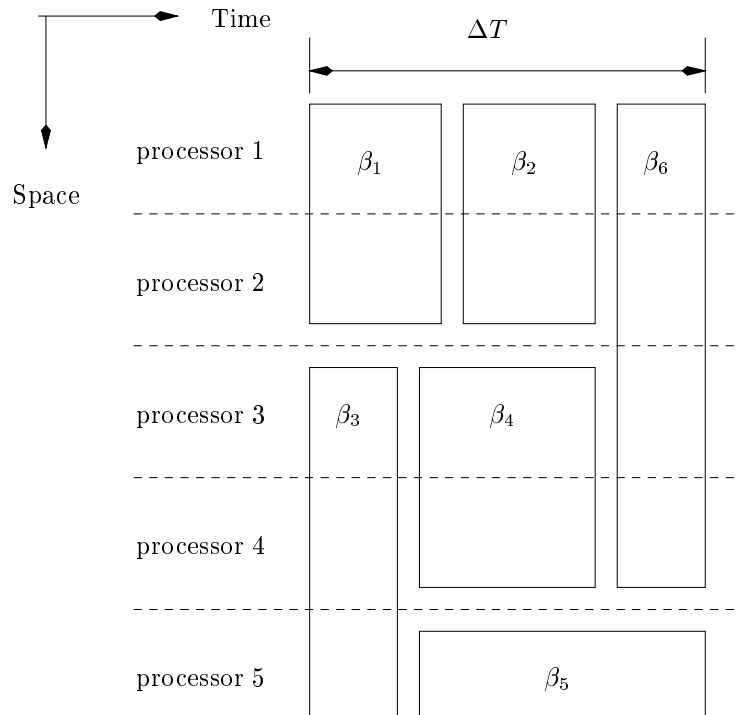 Time
ΔT
Space
processor 1
β₁
β₂
β₆
processor 2
processor 3
β₃
β₄
processor 4
processor 5
β₅